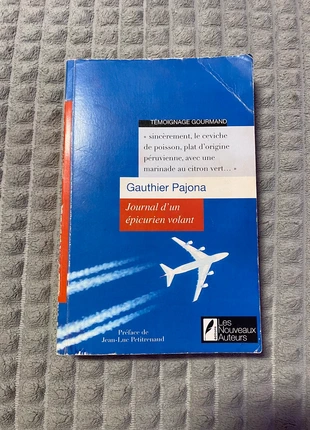 TÉMOIGNAGE GOURMAND
« sincèrement, le ceviche
de poisson, plat d'origine
péruvienne, avec une
marinade au citron vert… »
Gauthier Pajona
Journal d'un
épicurien volant
Les
Nouveaux
Auteurs
Préface de
Jean-Luc Petitrenaud